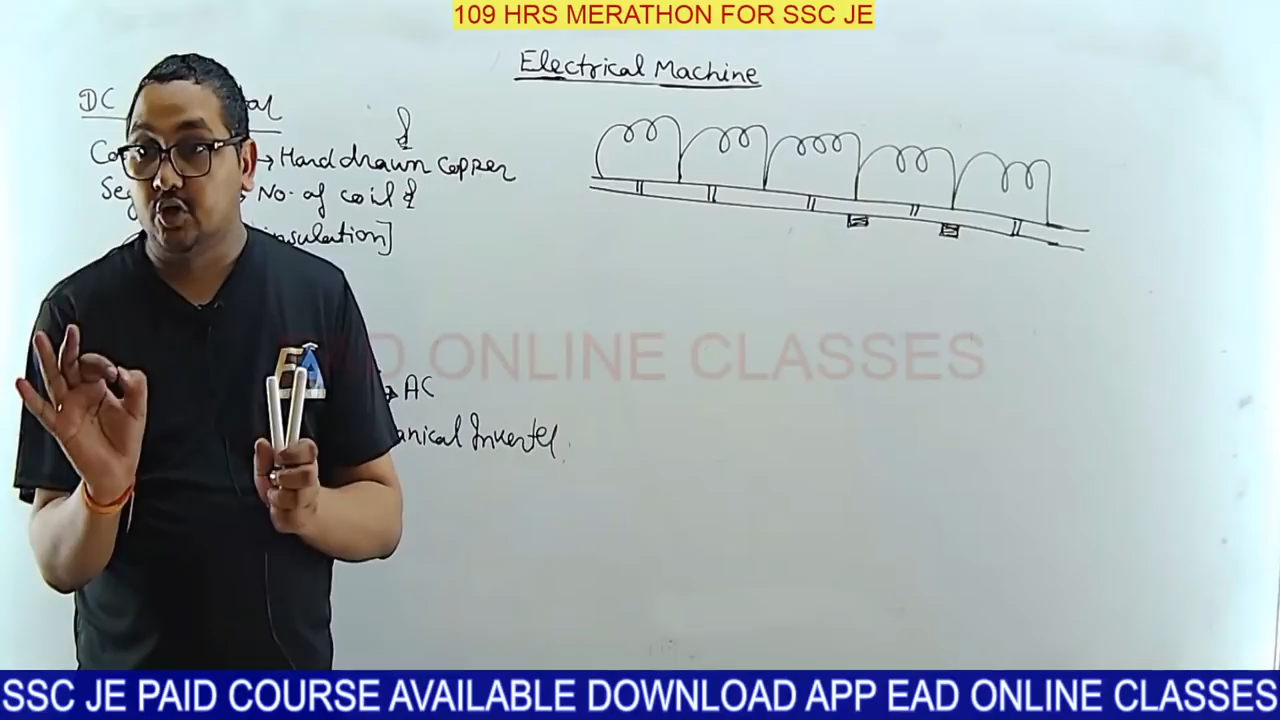 109 HRS MERATHON FOR SSC JE
Electrical Machine
DC
→ Hand drawn copper
No. of coil
insulation]
EAD ONLINE CLASSES
→ AC
anical Inverter.
SSC JE PAID COURSE AVAILABLE DOWNLOAD APP EAD ONLINE CLASSES